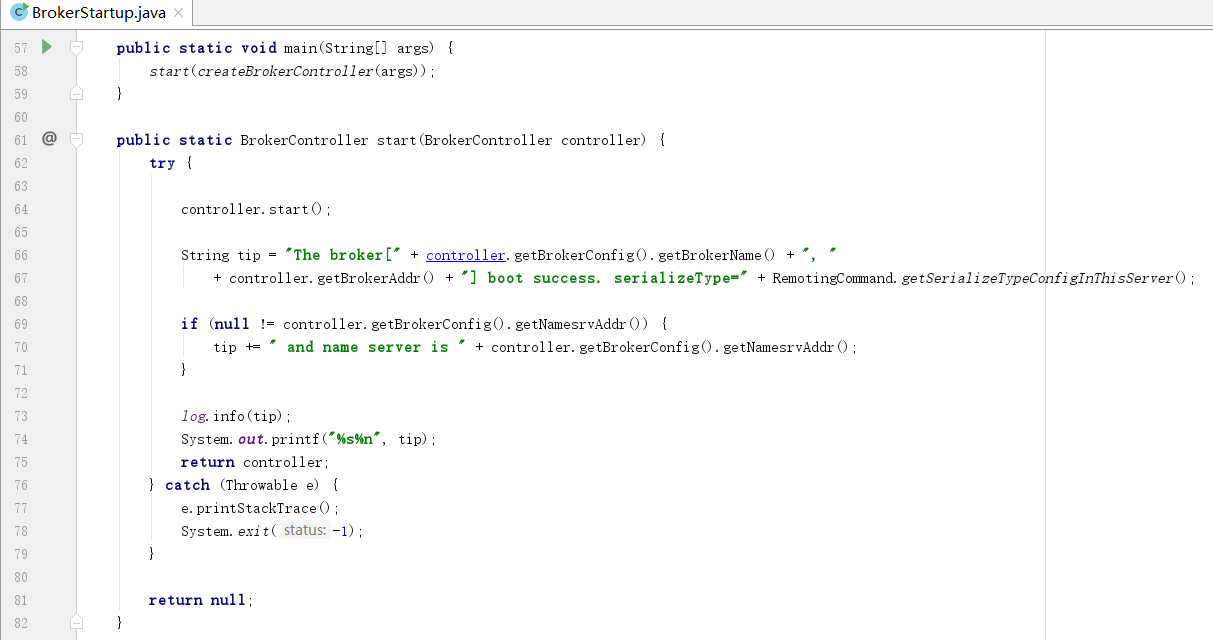 BrokerStartup.java
57 public static void main(String[] args) {
58 start(createBrokerController(args));
59 }
60
61 @ public static BrokerController start(BrokerController controller) {
62 try {
63
64 controller.start();
65
66 String tip = "The broker[" + controller.getBrokerConfig().getBrokerName() + ", "
67 + controller.getBrokerAddr() + "] boot success. serializeType=" + RemotingCommand.getSerializeTypeConfigInThisServer();
68
69 if (null != controller.getBrokerConfig().getNamesrvAddr()) {
70 tip += " and name server is " + controller.getBrokerConfig().getNamesrvAddr();
71 }
72
73 log.info(tip);
74 System.out.printf("%s%n", tip);
75 return controller;
76 } catch (Throwable e) {
77 e.printStackTrace();
78 System.exit( status: -1);
79 }
80
81 return null;
82 }